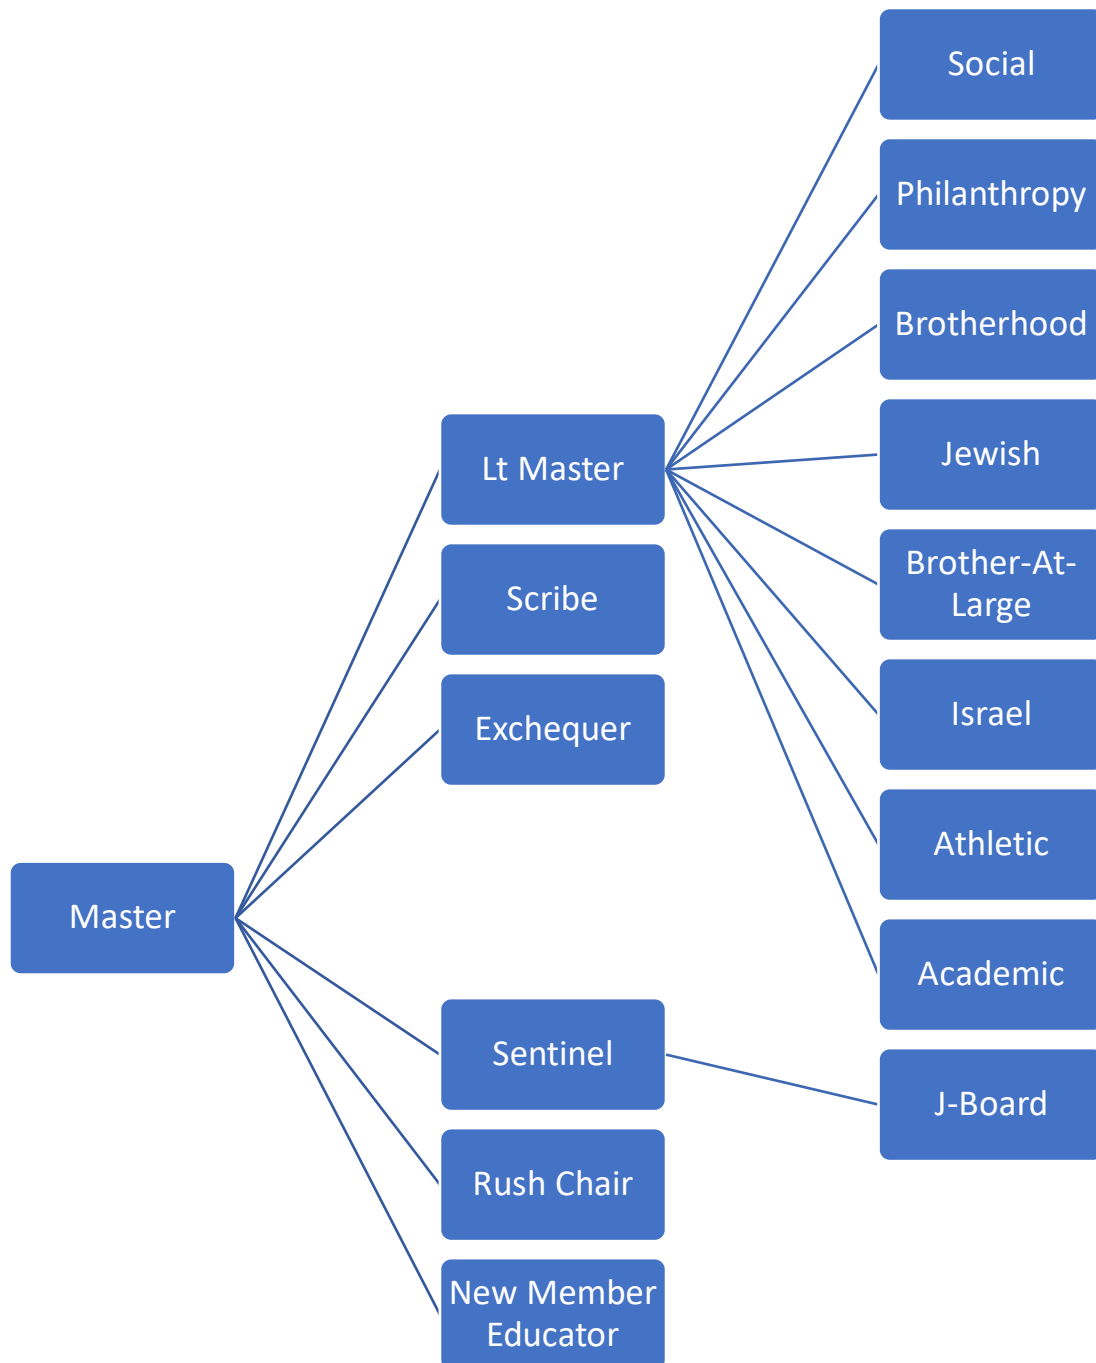 Social
Philanthropy
Brotherhood
Jewish
Lt Master
Brother-At-
Large
Scribe
Israel
Exchequer
Athletic
Master
Academic
Sentinel
J-Board
Rush Chair
New Member
Educator